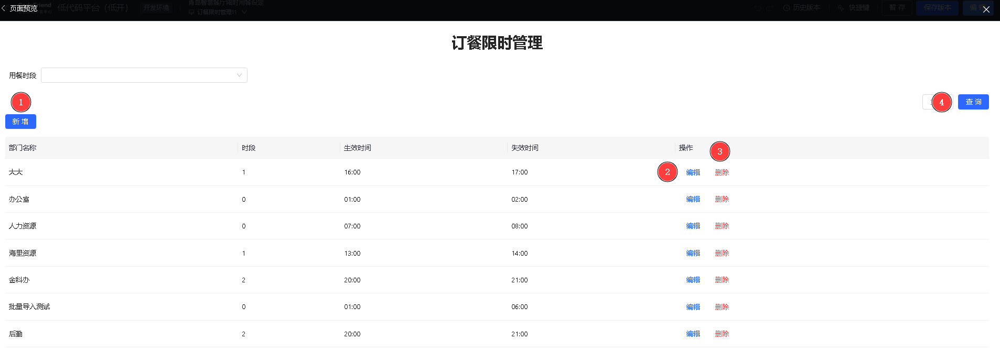 页面预览
低代码平台（低开）
开发环境
青岛智慧餐厅限时用餐设定
订餐限时管理11
历史版本
快捷键
暂 存
保存版本
订餐限时管理
用餐时段
1
4
查 询
新 增
部门名称 时段 生效时间 失效时间 操作 3
大大 1 16:00 17:00 2 编辑 删除
办公室 0 01:00 02:00 编辑 删除
人力资源 0 07:00 08:00 编辑 删除
海里资源 1 13:00 14:00 编辑 删除
金科办 2 20:00 21:00 编辑 删除
批量导入测试 0 01:00 06:00 编辑 删除
后勤 2 20:00 21:00 编辑 删除